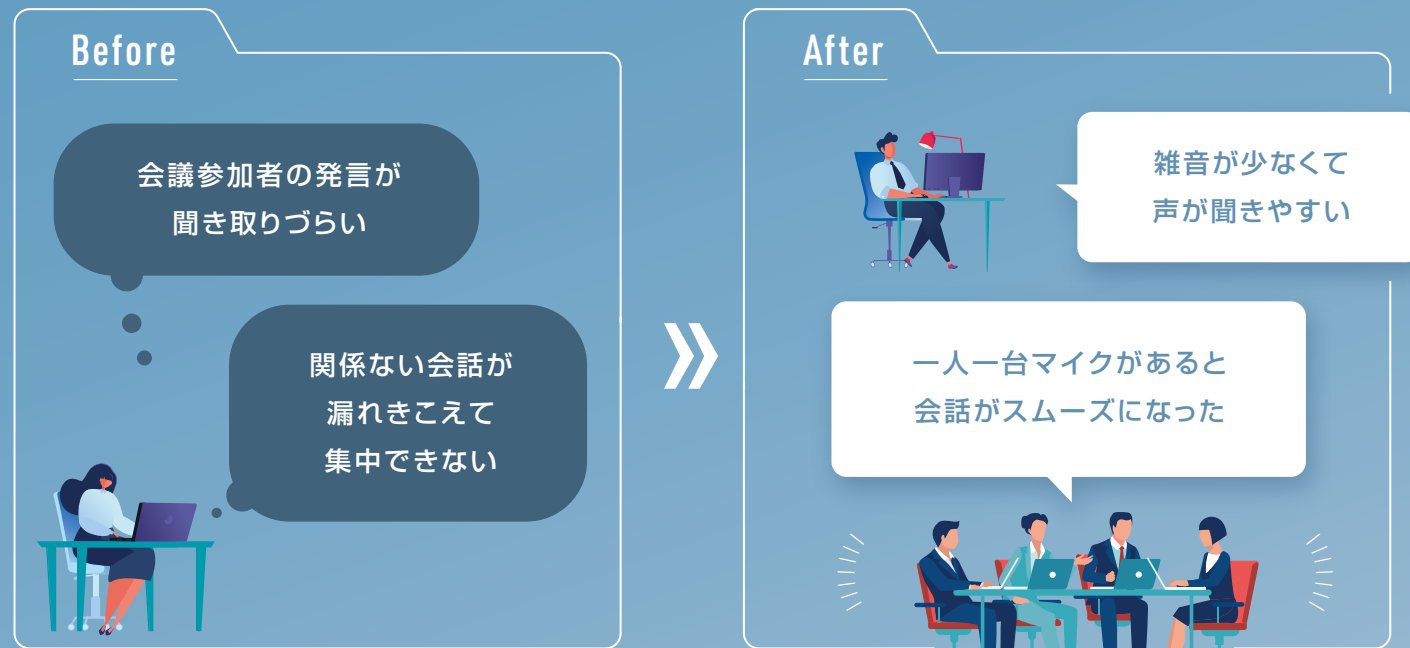 Before
会議参加者の発言が
聞き取りづらい
関係ない会話が
漏れきこえて
集中できない
After
雑音が少なくて
声が聞きやすい
一人一台マイクがあると
会話がスムーズになった